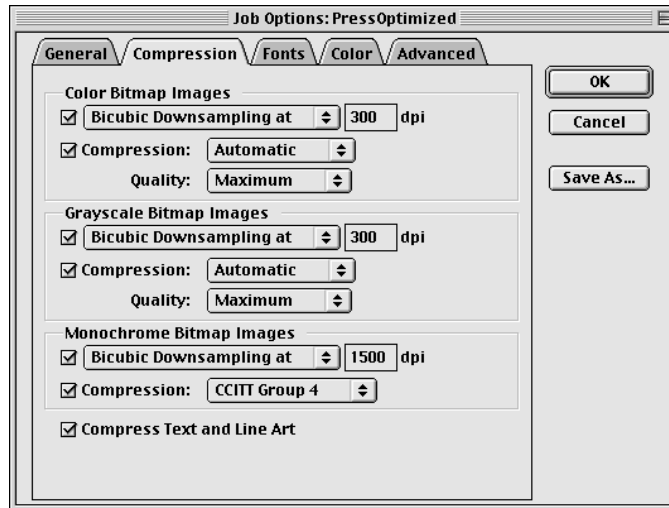 Job Options: PressOptimized
General Compression Fonts Color Advanced
Color Bitmap Images
Bicubic Downsampling at 300 dpi
Compression: Automatic
Quality: Maximum
Grayscale Bitmap Images
Bicubic Downsampling at 300 dpi
Compression: Automatic
Quality: Maximum
Monochrome Bitmap Images
Bicubic Downsampling at 1500 dpi
Compression: CCITT Group 4
Compress Text and Line Art
OK
Cancel
Save As...